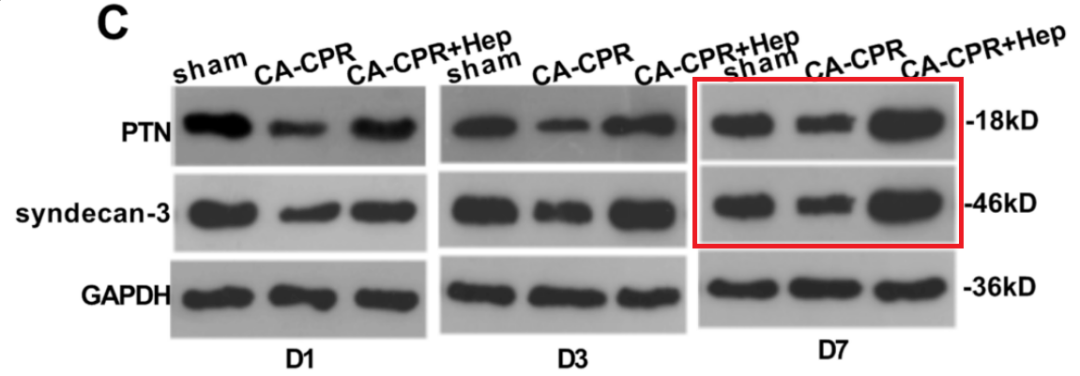 C
sham CA-CPR CA-CPR+Hep sham CA-CPR CA-CPR+Hep sham CA-CPR CA-CPR+Hep
PTN -18kD
syndecan-3 -46kD
GAPDH -36kD
D1 D3 D7